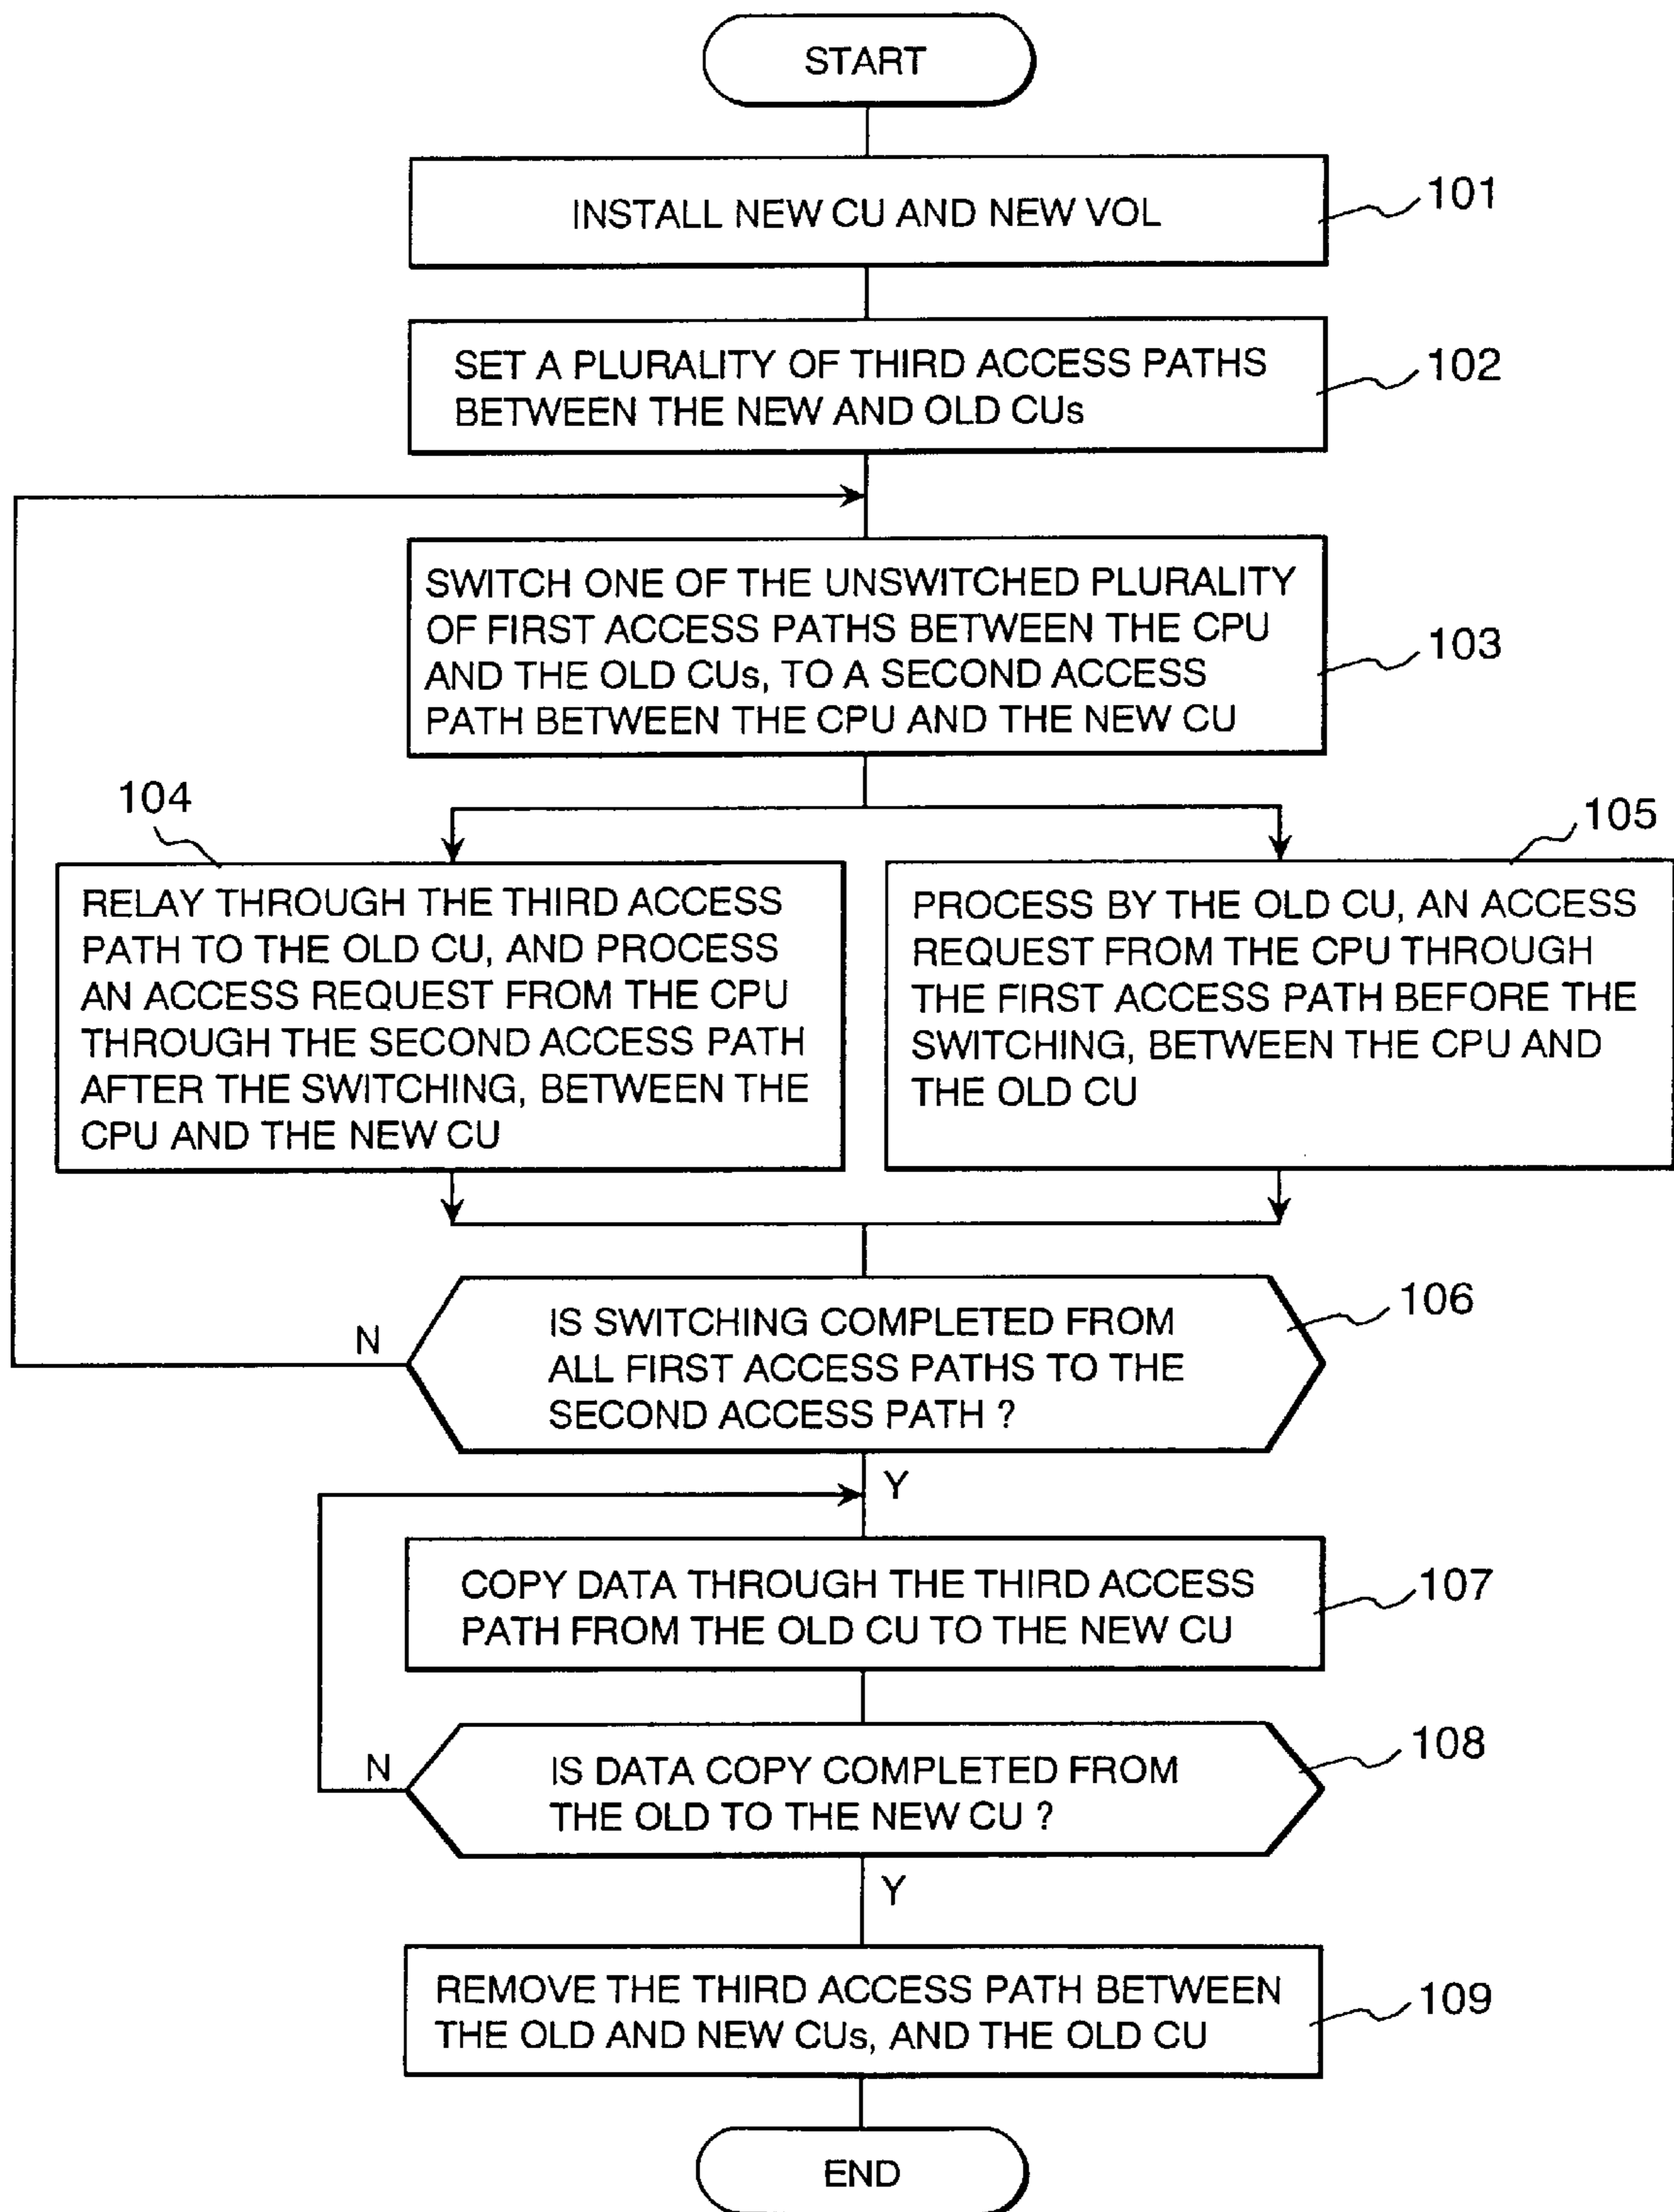 START
INSTALL NEW CU AND NEW VOL
101
SET A PLURALITY OF THIRD ACCESS PATHS
BETWEEN THE NEW AND OLD CUs
102
SWITCH ONE OF THE UNSWITCHED PLURALITY
OF FIRST ACCESS PATHS BETWEEN THE CPU
AND THE OLD CUs, TO A SECOND ACCESS
PATH BETWEEN THE CPU AND THE NEW CU
103
104
RELAY THROUGH THE THIRD ACCESS
PATH TO THE OLD CU, AND PROCESS
AN ACCESS REQUEST FROM THE CPU
THROUGH THE SECOND ACCESS PATH
AFTER THE SWITCHING, BETWEEN THE
CPU AND THE NEW CU
105
PROCESS BY THE OLD CU, AN ACCESS
REQUEST FROM THE CPU THROUGH
THE FIRST ACCESS PATH BEFORE THE
SWITCHING, BETWEEN THE CPU AND
THE OLD CU
106
IS SWITCHING COMPLETED FROM
ALL FIRST ACCESS PATHS TO THE
SECOND ACCESS PATH ?
N
Y
COPY DATA THROUGH THE THIRD ACCESS
PATH FROM THE OLD CU TO THE NEW CU
107
IS DATA COPY COMPLETED FROM
THE OLD TO THE NEW CU ?
108
N
Y
REMOVE THE THIRD ACCESS PATH BETWEEN
THE OLD AND NEW CUs, AND THE OLD CU
109
END